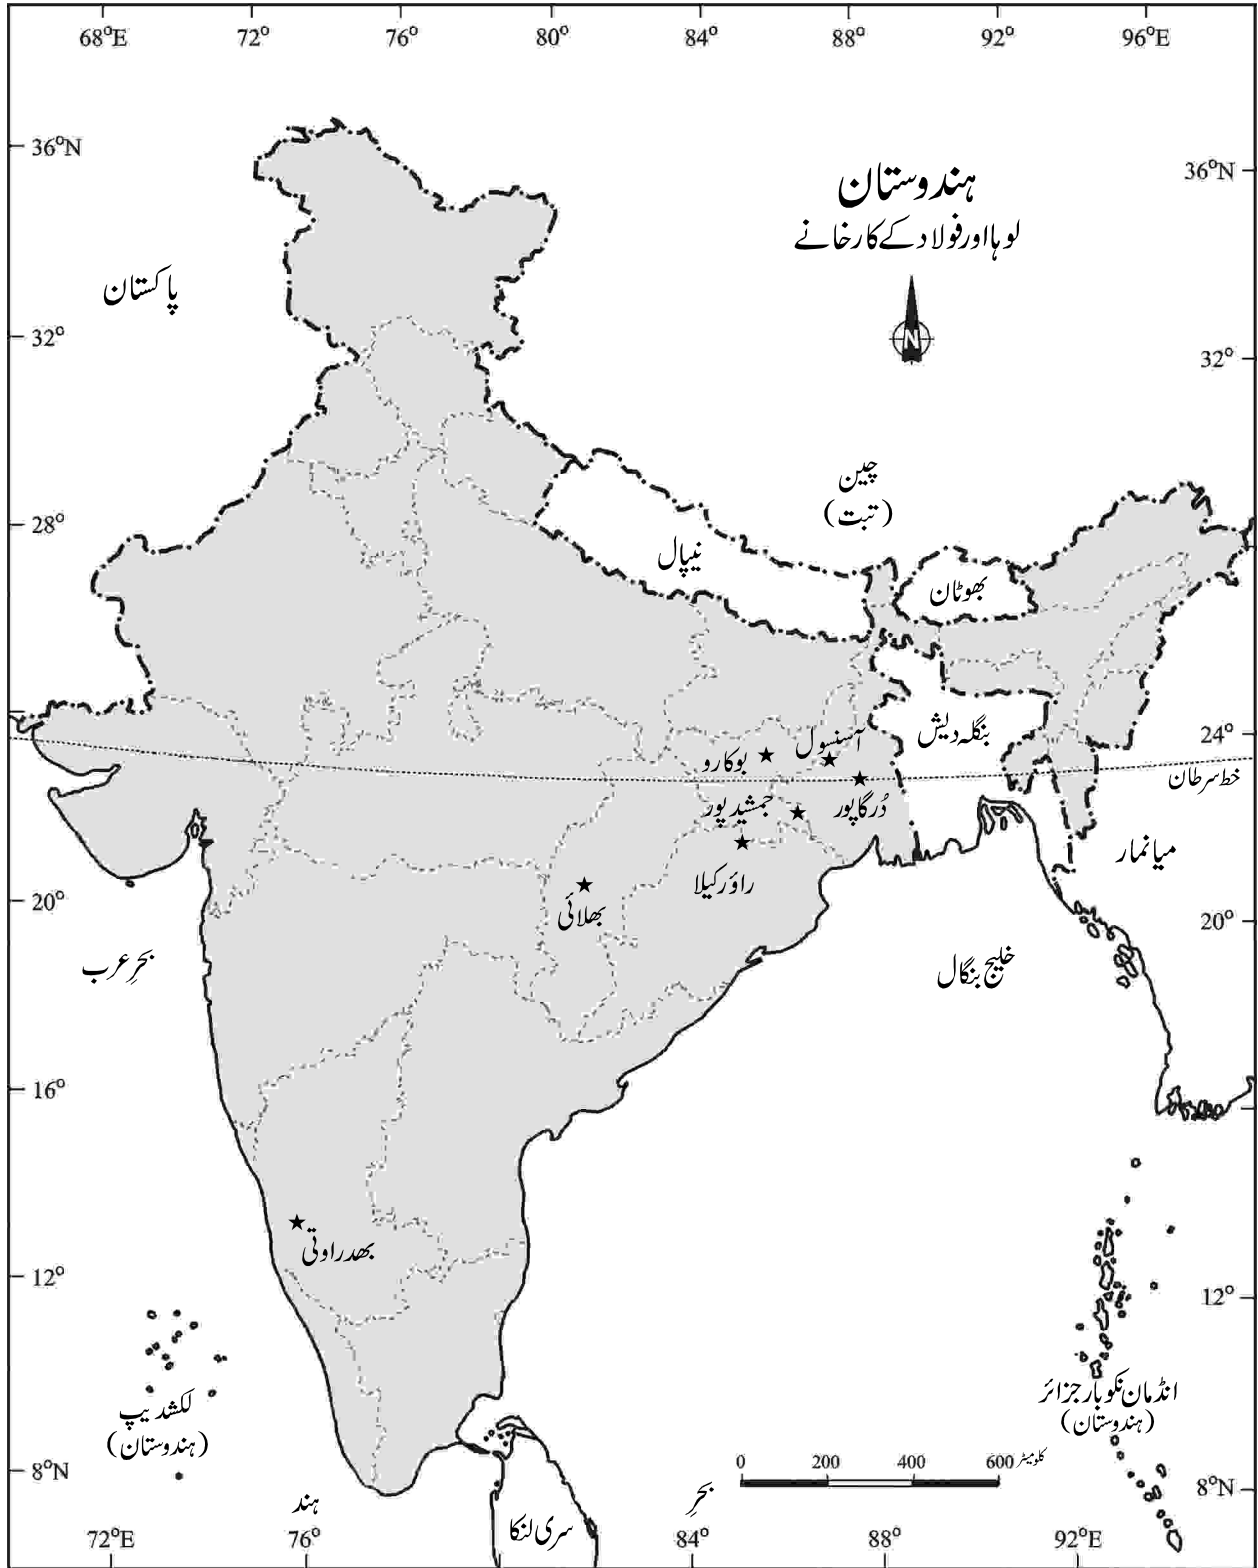 68°E 72° 76° 80° 84° 88° 92° 96°E
36°N
36°N
ہندوستان
لوہا اور فولاد کے کارخانے
پاکستان
N
32°
32°
چین
(تبت)
28°
نیپال
بھوٹان
بنگلہ دیش
24°
آسنسول
بوکارو
خط سرطان
دُرگاپور
جمشید پور
میانمار
راؤرکیلا
20°
بھلائی
20°
بحرِ عرب
خلیج بنگال
16°
بھدراوتی
12°
12°
لکشدیپ
(ہندوستان)
انڈمان نکوبار جزائر
(ہندوستان)
0 200 400 600 کلومیٹر
8°N
8°N
ہند
بحرِ
سری لنکا
72°E 76° 84° 88° 92°E